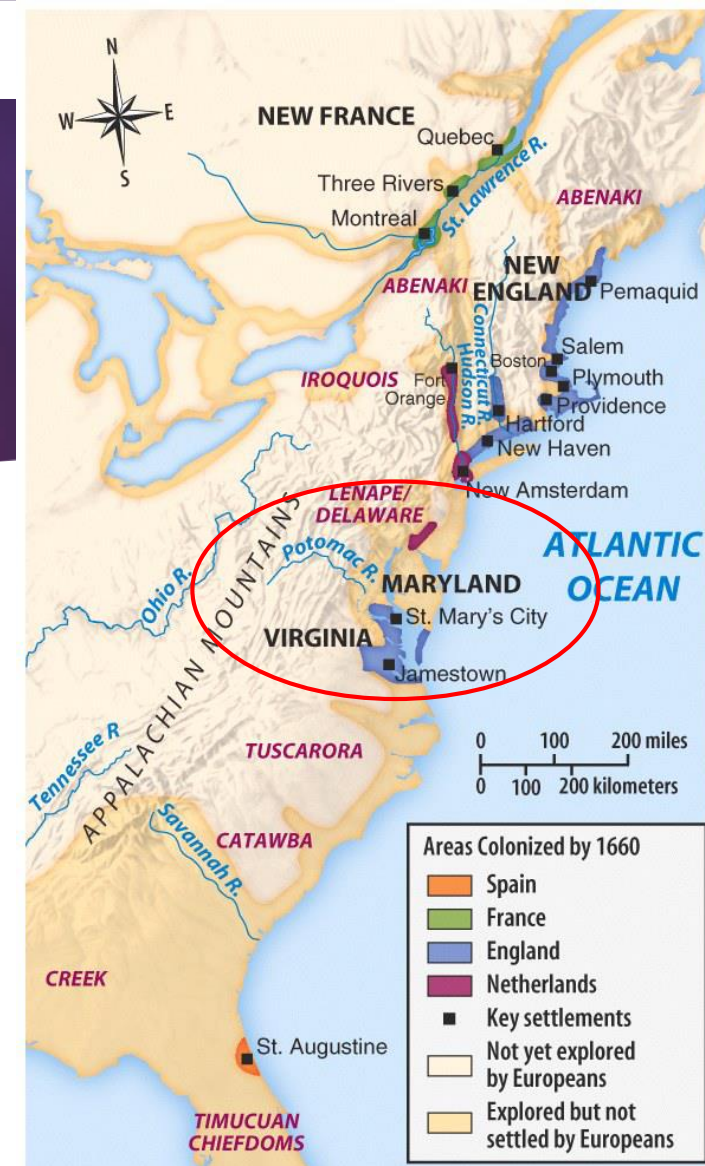 N
W
E
S
NEW FRANCE
Quebec
Three Rivers
St. Lawrence R.
Montreal
ABENAKI
NEW
ENGLAND
ABENAKI
Pemaquid
Connecticut R.
Hudson R.
Salem
Boston
IROQUOIS
Fort
Orange
Plymouth
Providence
Hartford
New Haven
New Amsterdam
LENAPE/
DELAWARE
ATLANTIC
OCEAN
Potomac R.
Ohio R.
APPALACHIAN MOUNTAINS
MARYLAND
St. Mary's City
VIRGINIA
Jamestown
TUSCARORA
0 100 200 miles
0 100 200 kilometers
Tennessee R
Savannah R.
CATAWBA
CREEK
St. Augustine
TIMUCUAN
CHIEFDOMS
Areas Colonized by 1660
Spain
France
England
Netherlands
Key settlements
Not yet explored
by Europeans
Explored but not
settled by Europeans